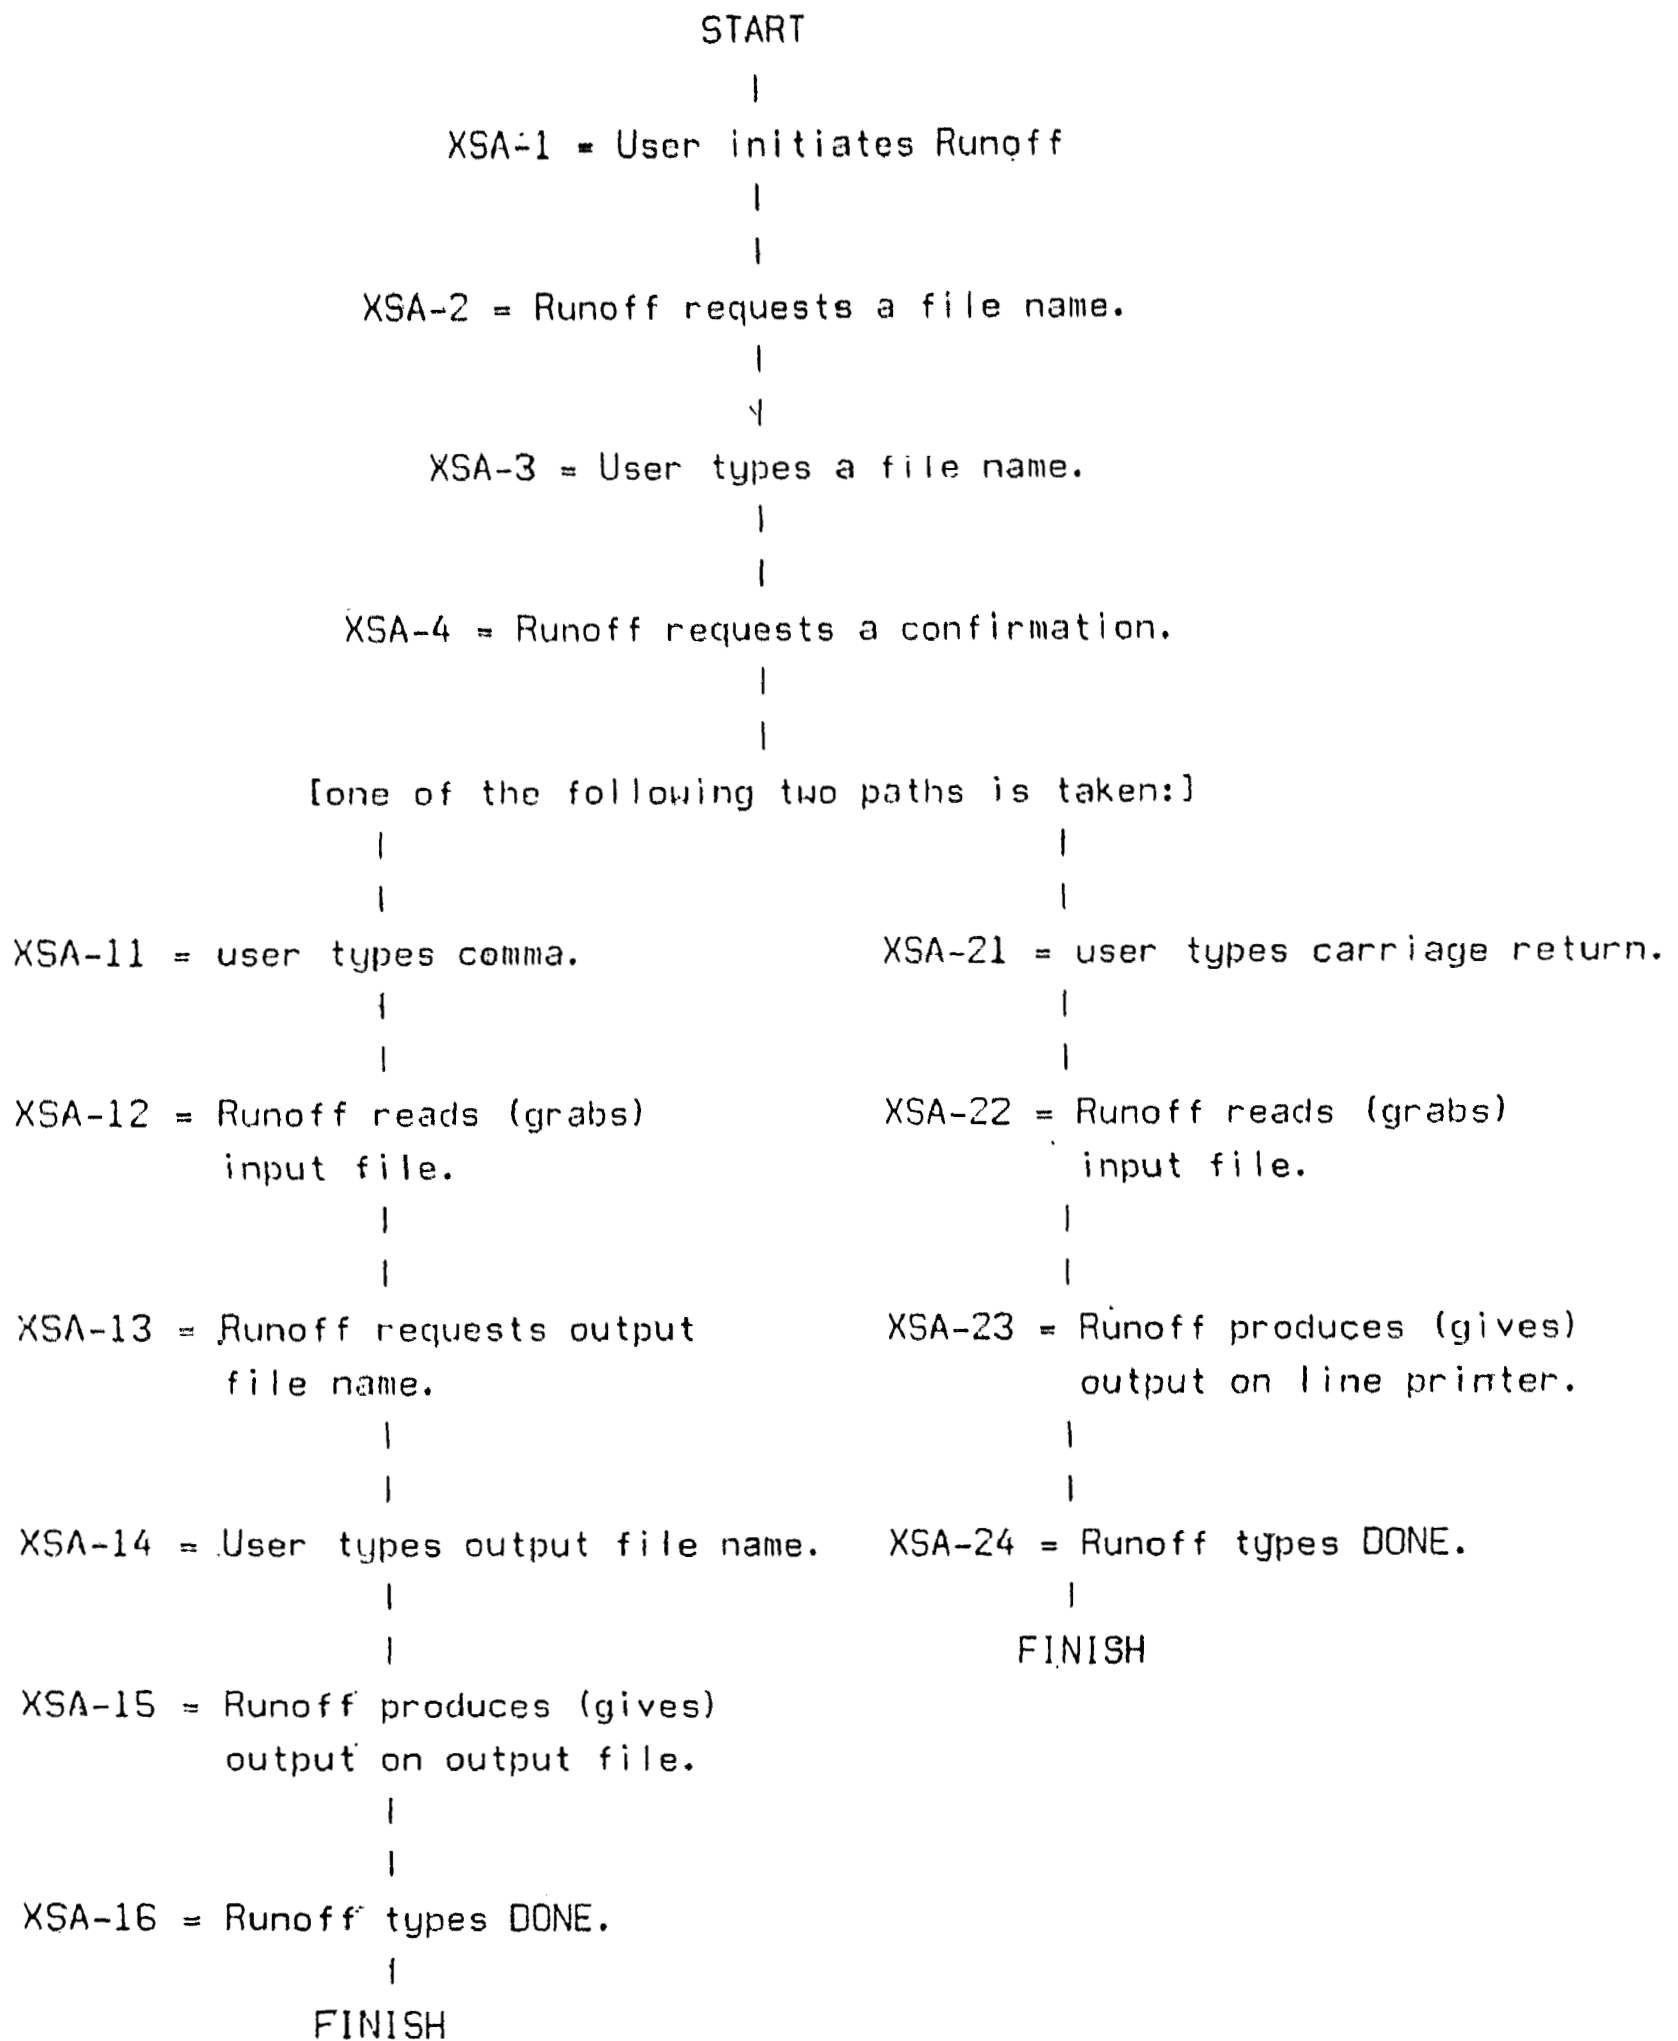 START
XSA-1 = User initiates Runoff
XSA-2 = Runoff requests a file name.
XSA-3 = User types a file name.
XSA-4 = Runoff requests a confirmation.
[one of the following two paths is taken:]
XSA-11 = user types comma.
XSA-12 = Runoff reads (grabs)
input file.
XSA-13 = Runoff requests output
file name.
XSA-14 = User types output file name.
XSA-15 = Runoff produces (gives)
output on output file.
XSA-16 = Runoff types DONE.
FINISH
XSA-21 = user types carriage return.
XSA-22 = Runoff reads (grabs)
input file.
XSA-23 = Runoff produces (gives)
output on line printer.
XSA-24 = Runoff types DONE.
FINISH